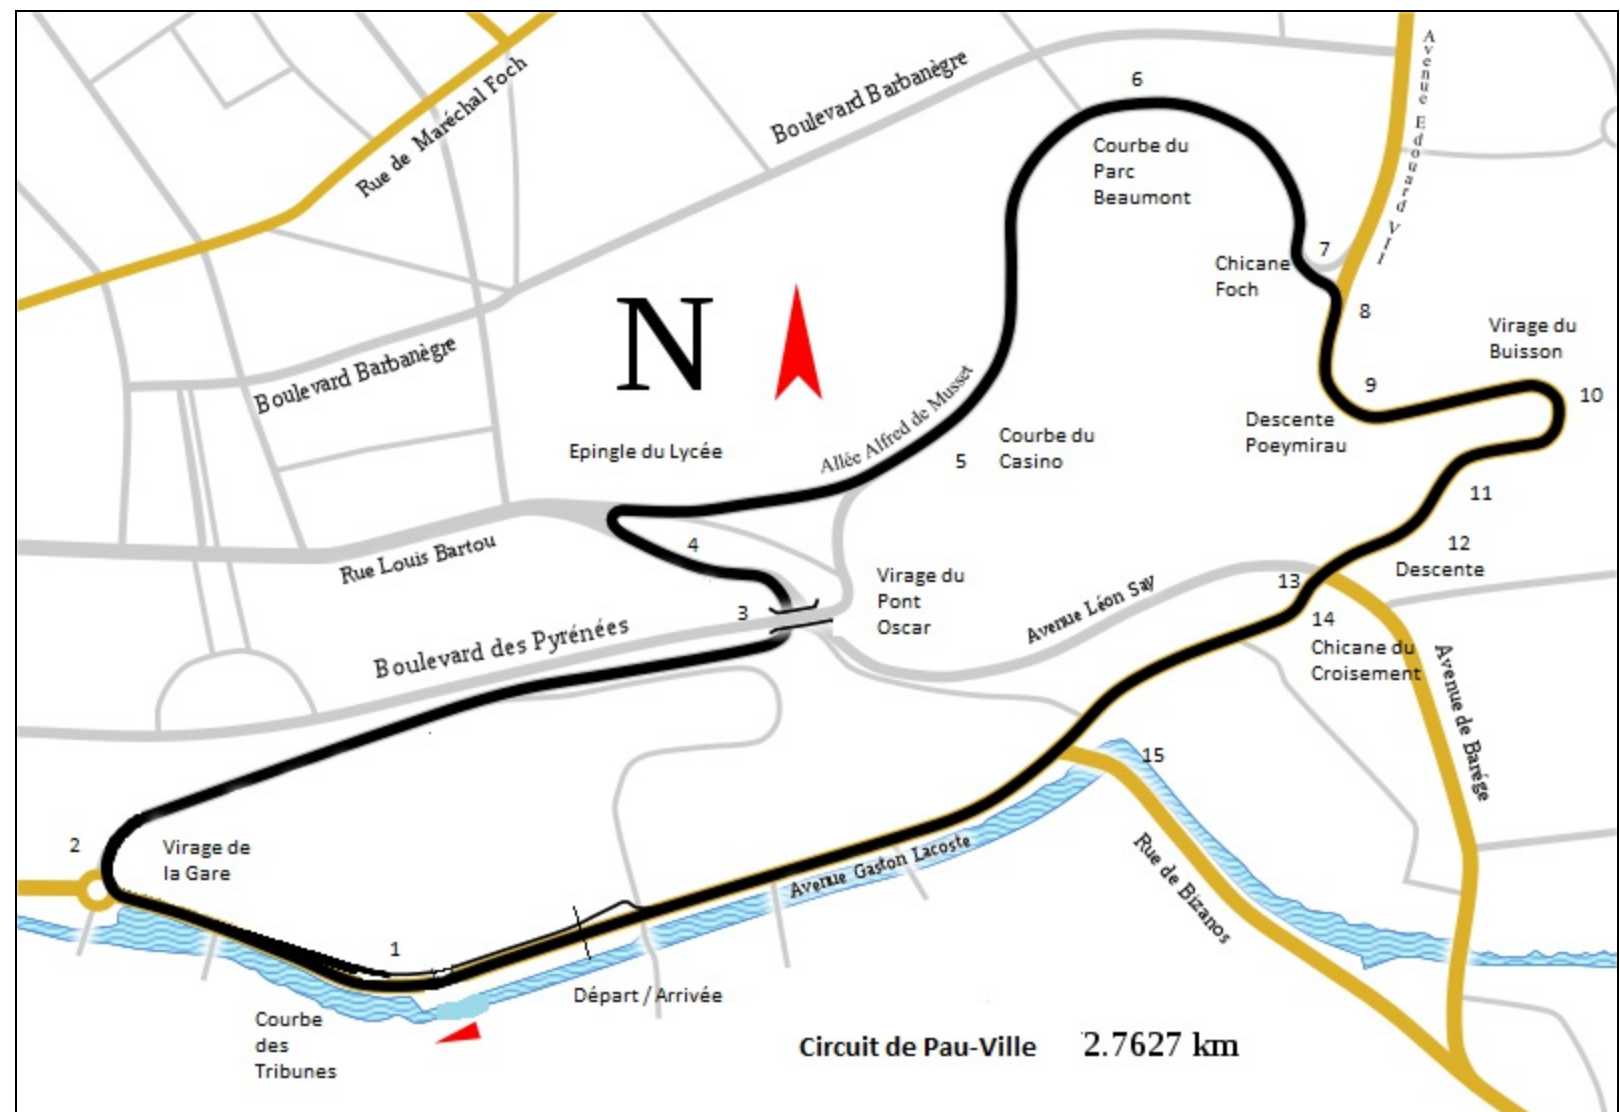 Rue de Maréchal Foch
Boulevard Barbanègre
6
Avenue Edouard VII
Courbe du
Parc
Beaumont
7
Chicane
Foch
N
8
Virage du
Buisson
Boulevard Barbanègre
9
10
Allée Alfred de Musset
Descente
Poeymirau
Epingle du Lycée
5
Courbe du
Casino
11
4
Rue Louis Bartou
12
Descente
13
Virage du
Pont
Oscar
3
Avenue Léon Say
14
Chicane du
Croisement
Boulevard des Pyrénées
Avenue de Barége
15
2
Virage de
la Gare
Avenue Gaston Lacoste
Rue de Bizanos
1
Départ / Arrivée
Courbe
des
Tribunes
Circuit de Pau-Ville 2.7627 km